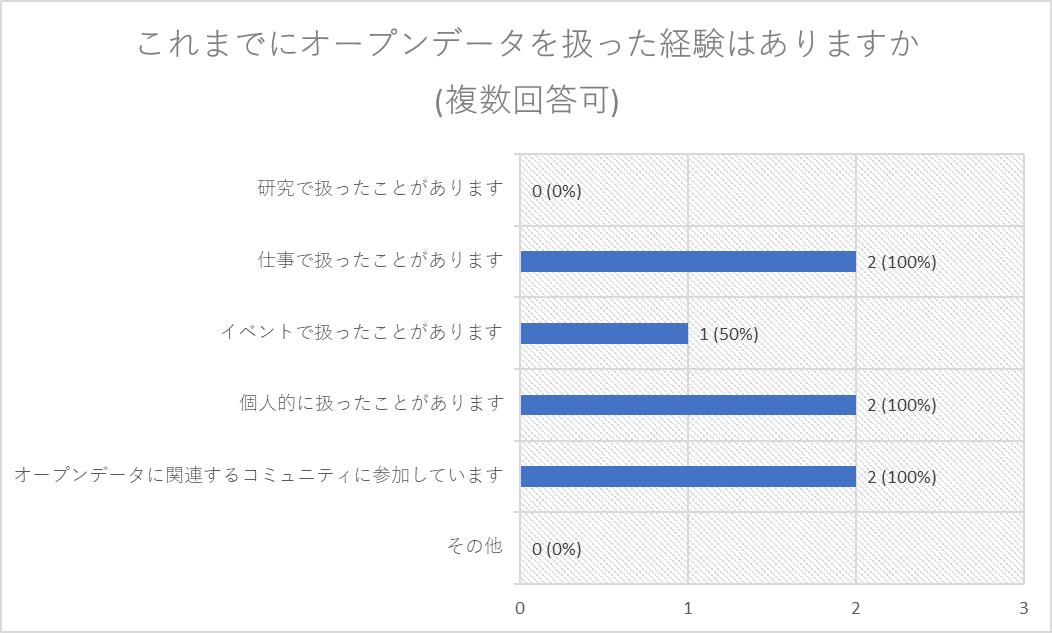 これまでにオープンデータを扱った経験はありますか
(複数回答可)
研究で扱ったことがあります
0 (0%)
仕事で扱ったことがあります
2 (100%)
イベントで扱ったことがあります
1 (50%)
個人的に扱ったことがあります
2 (100%)
オープンデータに関連するコミュニティに参加しています
2 (100%)
その他
0 (0%)
0 1 2 3